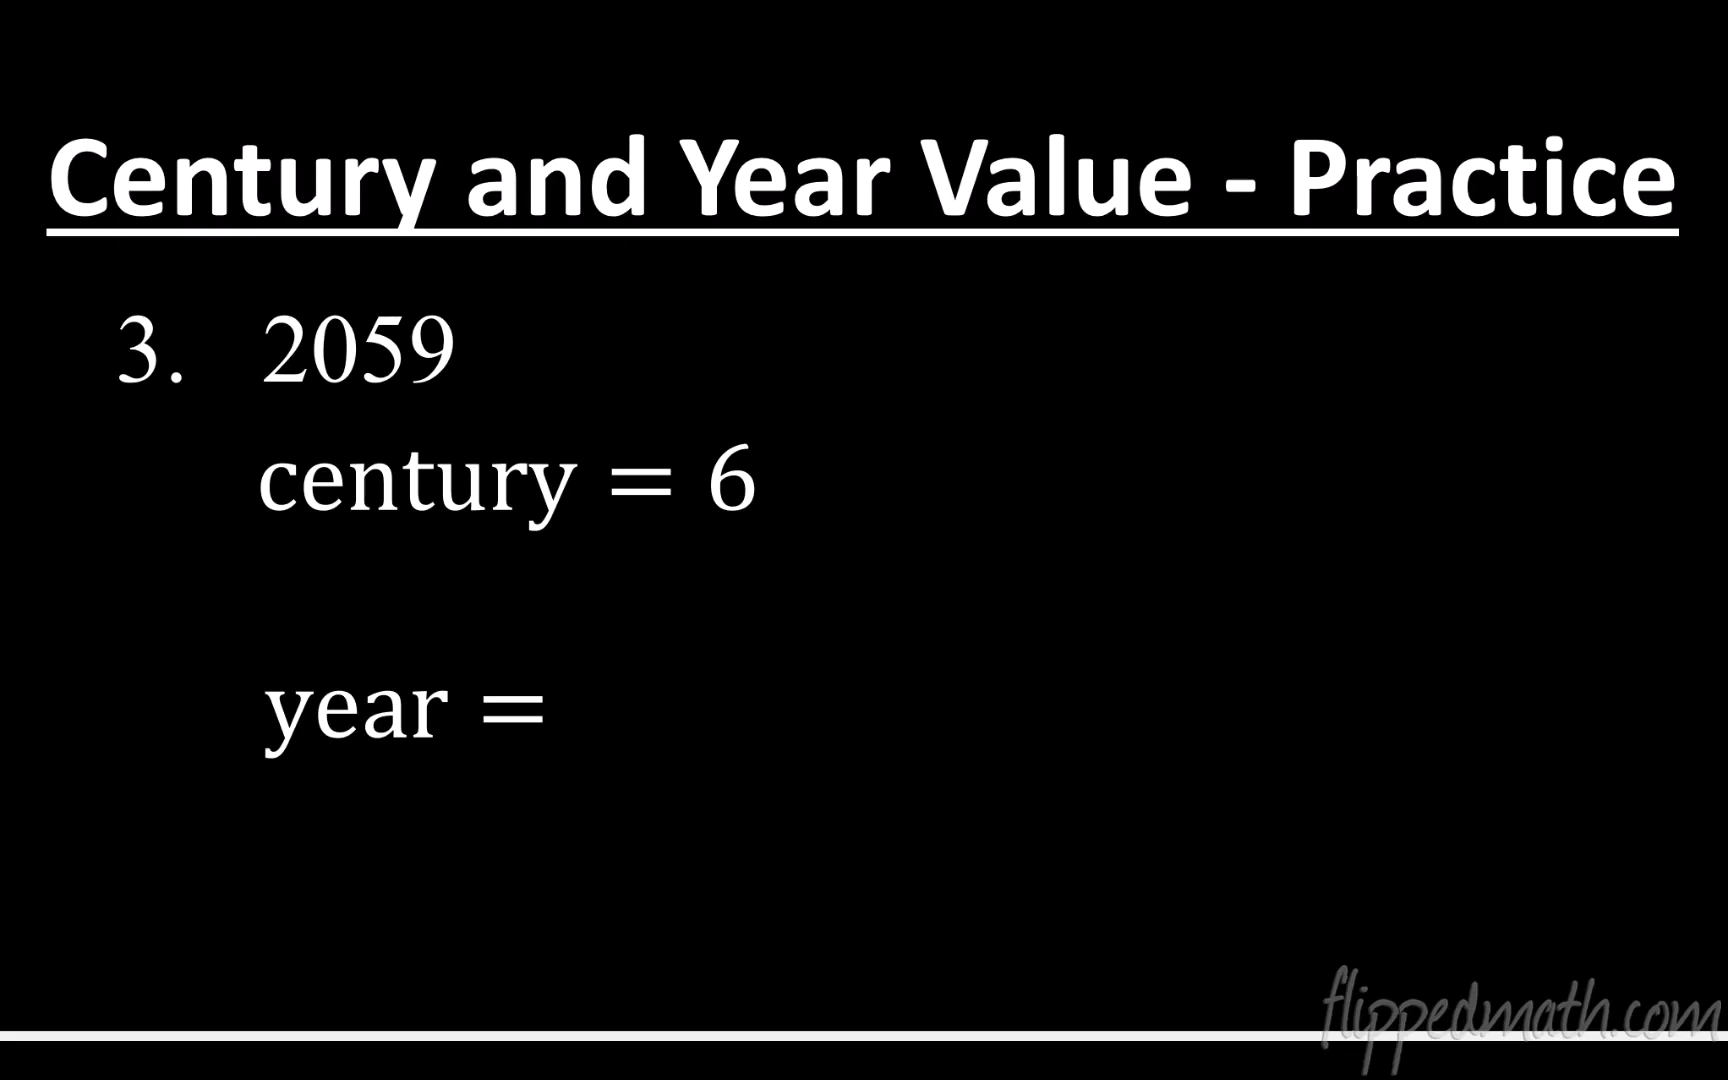 Century and Year Value - Practice
3. 2059
century = 6
year =
flippedmath.com